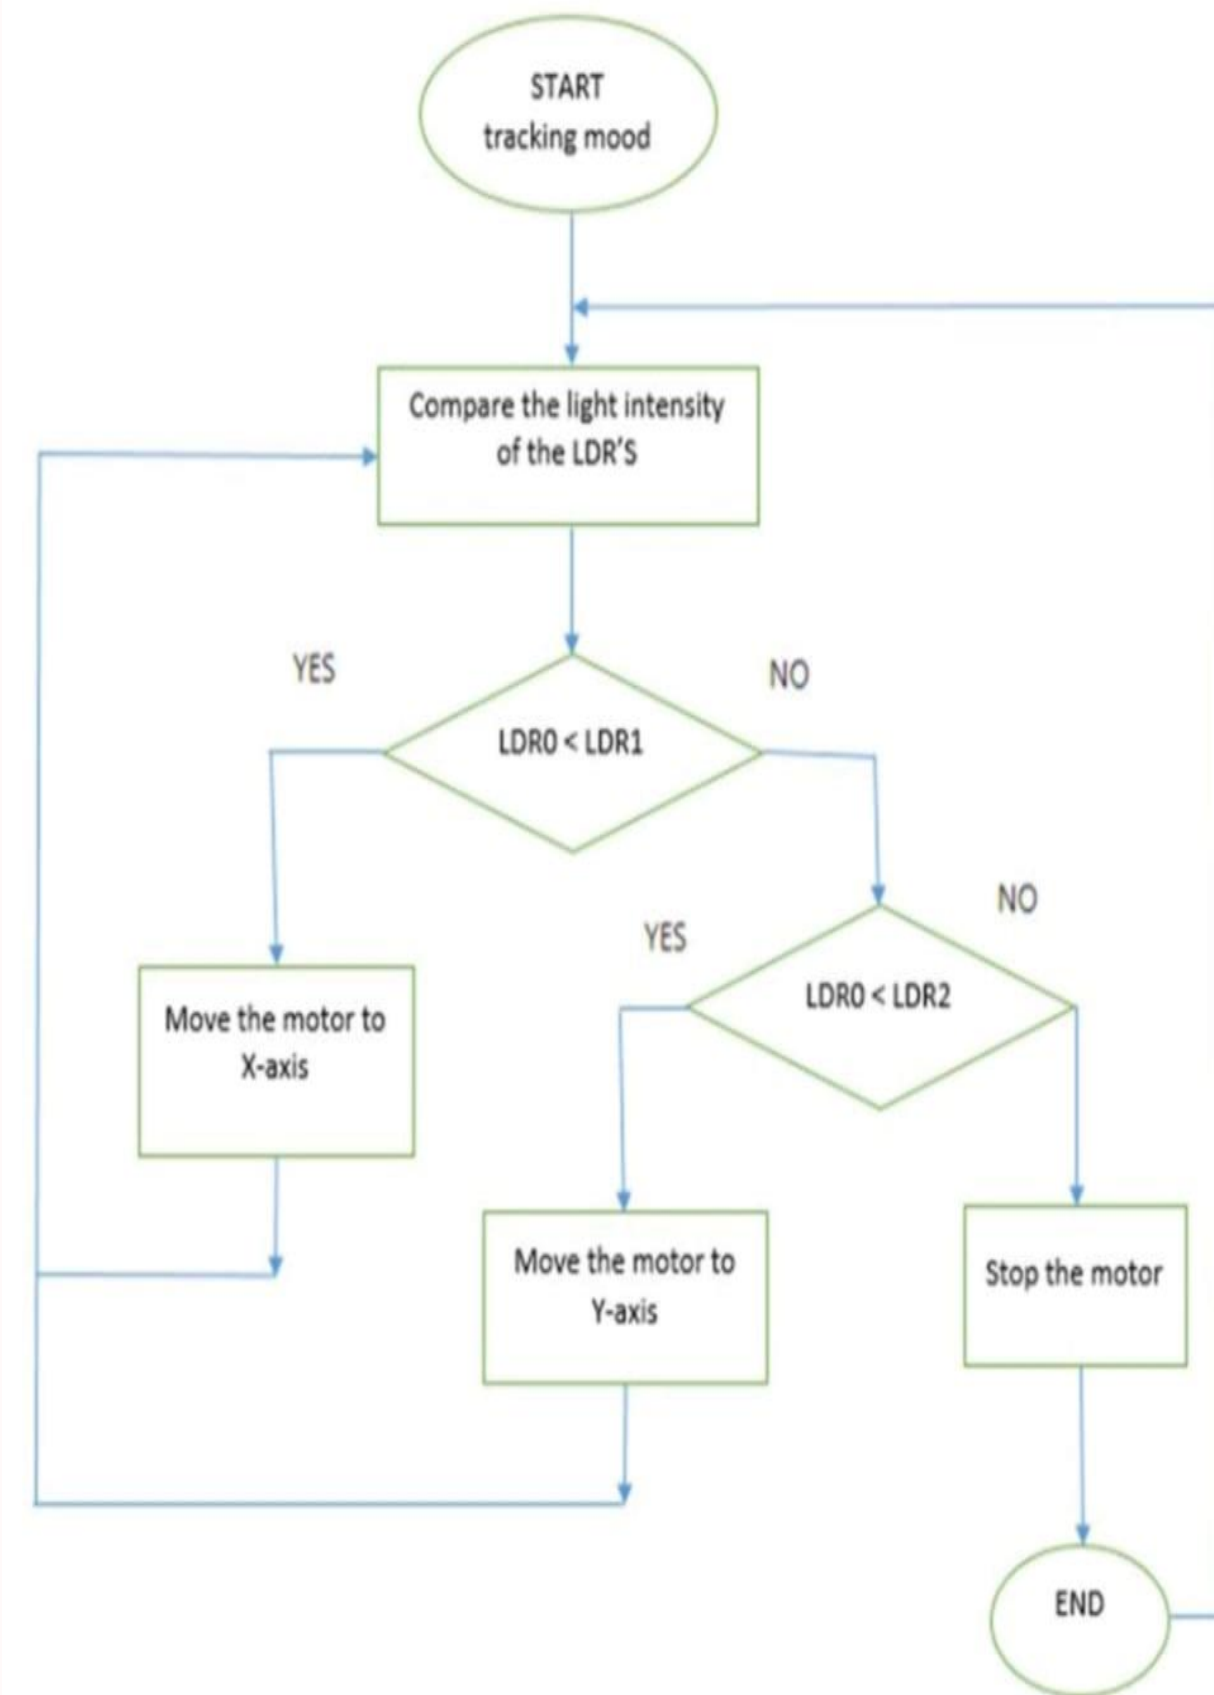 START
tracking mood
Compare the light intensity
of the LDR'S
YES
NO
LDR0 < LDR1
NO
YES
LDR0 < LDR2
Move the motor to
X-axis
Move the motor to
Y-axis
Stop the motor
END